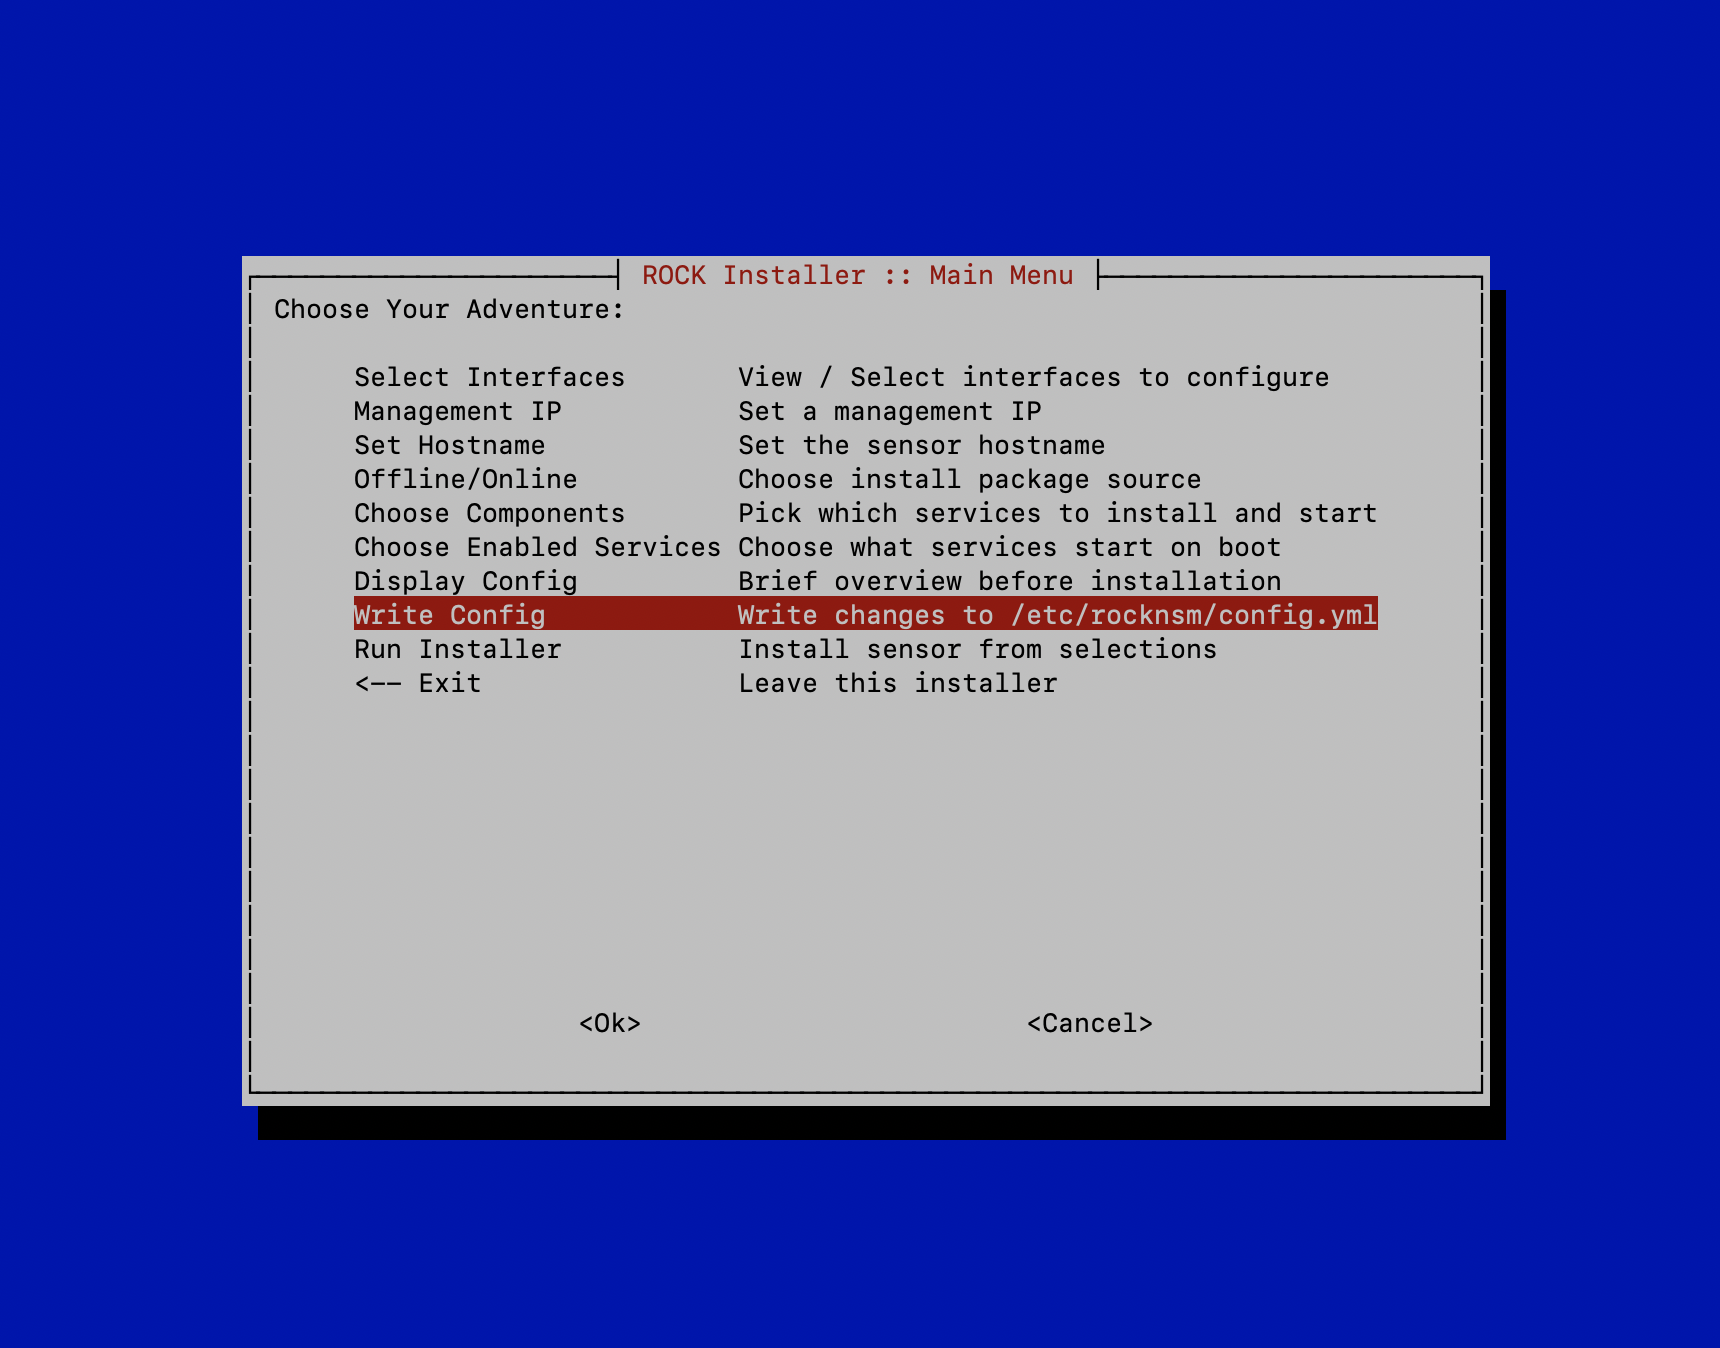 ROCK Installer :: Main Menu
Choose Your Adventure:
Select Interfaces View / Select interfaces to configure
Management IP Set a management IP
Set Hostname Set the sensor hostname
Offline/Online Choose install package source
Choose Components Pick which services to install and start
Choose Enabled Services Choose what services start on boot
Display Config Brief overview before installation
Write Config Write changes to /etc/rocknsm/config.yml
Run Installer Install sensor from selections
<-- Exit Leave this installer
<Ok> <Cancel>